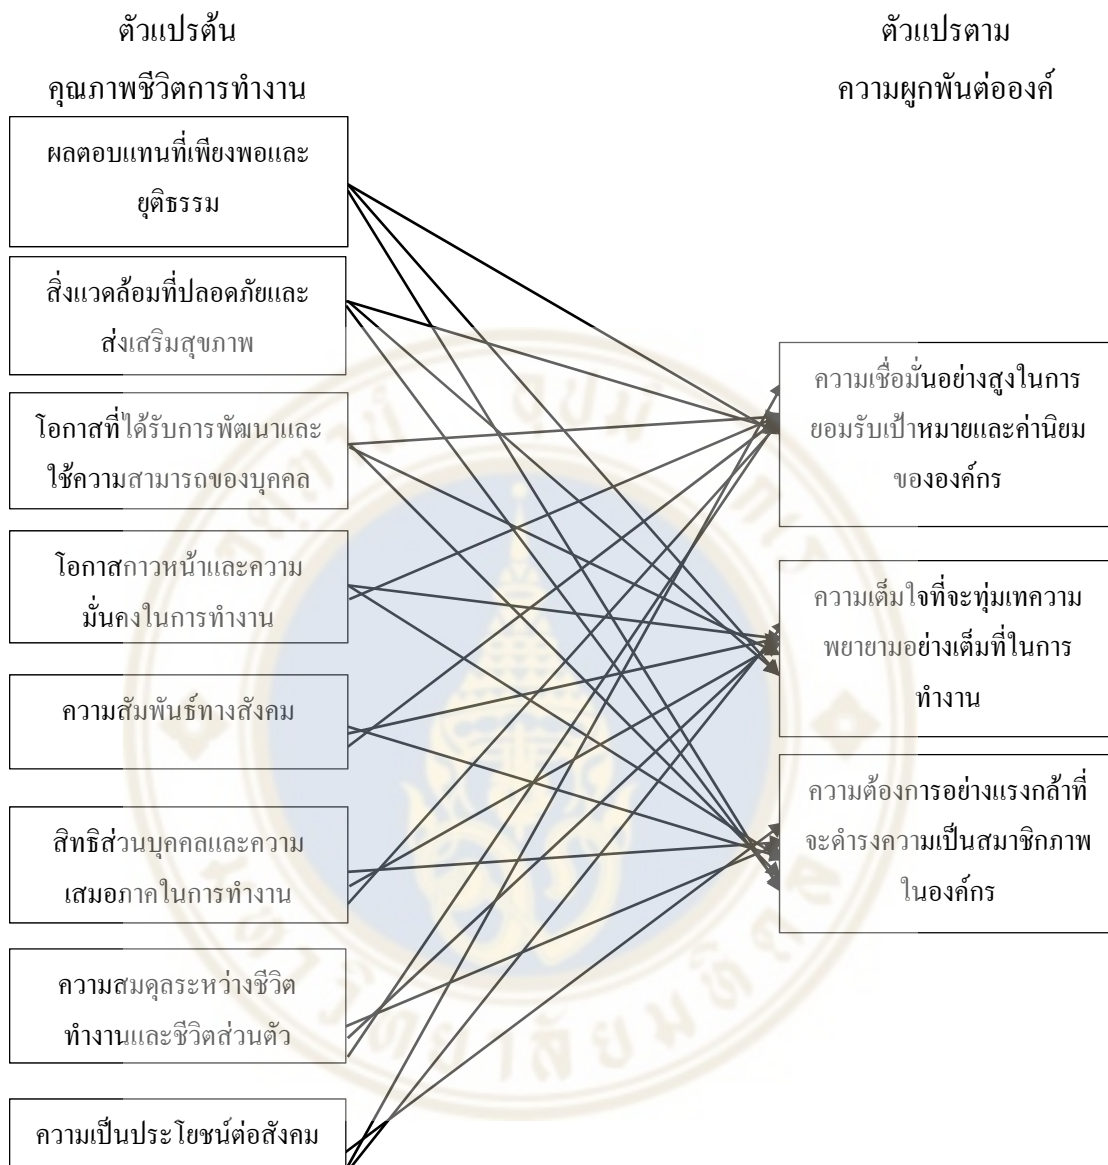 ตัวแปรต้น
คุณภาพชีวิตการทำงาน
ตัวแปรตาม
ความผูกพันต่อองค์
ผลตอบแทนที่เพียงพอและ
ยุติธรรม
สิ่งแวดล้อมที่ปลอดภัยและ
ส่งเสริมสุขภาพ
โอกาสที่ได้รับการพัฒนาและ
ใช้ความสามารถของบุคคล
โอกาสกาวหน้าและความ
มั่นคงในการทำงาน
ความสัมพันธ์ทางสังคม
สิทธิส่วนบุคคลและความ
เสมอภาคในการทำงาน
ความสมดุลระหว่างชีวิต
ทำงานและชีวิตส่วนตัว
ความเป็นประโยชน์ต่อสังคม
ความเชื่อมั่นอย่างสูงในการ
ยอมรับเป้าหมายและค่านิยม
ขององค์กร
ความเต็มใจที่จะทุ่มเทความ
พยายามอย่างเต็มที่ในการ
ทำงาน
ความต้องการอย่างแรงกล้าที่
จะดำรงความเป็นสมาชิกภาพ
ในองค์กร